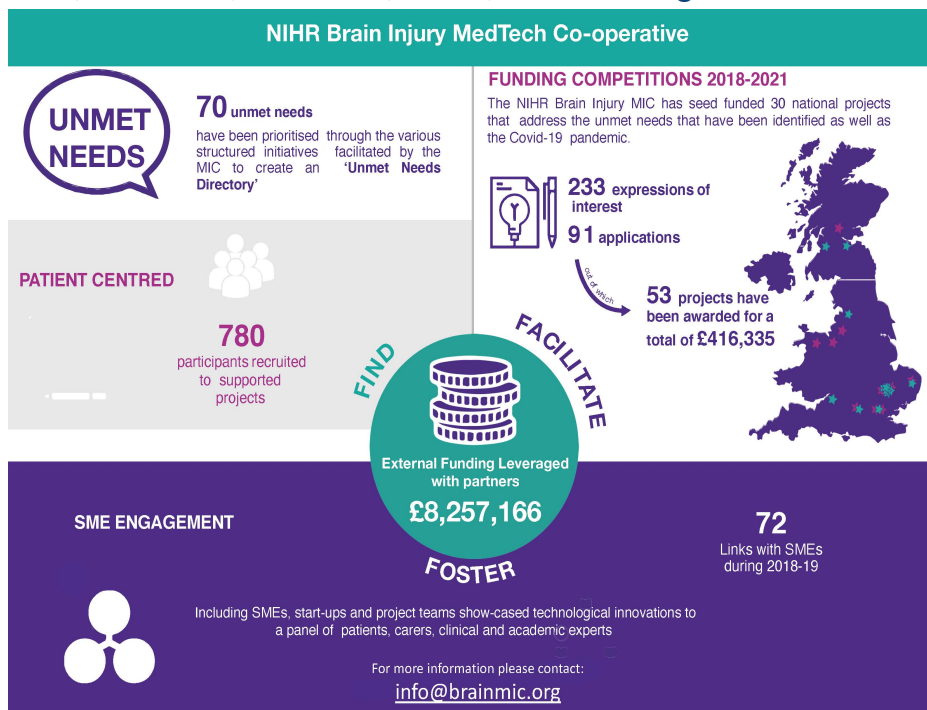 NIHR Brain Injury MedTech Co-operative
UNMET
NEEDS
70 unmet needs
have been prioritised through the various
structured initiatives facilitated by the
MIC to create an 'Unmet Needs
Directory'
FUNDING COMPETITIONS 2018-2021
The NIHR Brain Injury MIC has seed funded 30 national projects
that address the unmet needs that have been identified as well as
the Covid-19 pandemic.
233 expressions of
interest
91 applications
out of which
53 projects have
been awarded for a
total of £416,335
PATIENT CENTRED
780
participants recruited
to supported
projects
FIND
FACILITATE
External Funding Leveraged
with partners
£8,257,166
FOSTER
SME ENGAGEMENT
72
Links with SMEs
during 2018-19
Including SMEs, start-ups and project teams show-cased technological innovations to
a panel of patients, carers, clinical and academic experts
For more information please contact:
info@brainmic.org